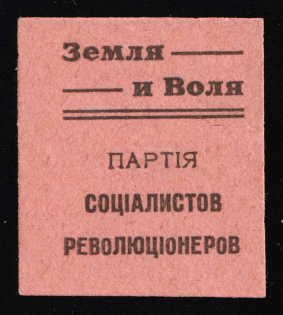 Земля
и Воля
ПАРТІЯ
СОЦІАЛИСТОВ
РЕВОЛЮЦІОНЕРОВ